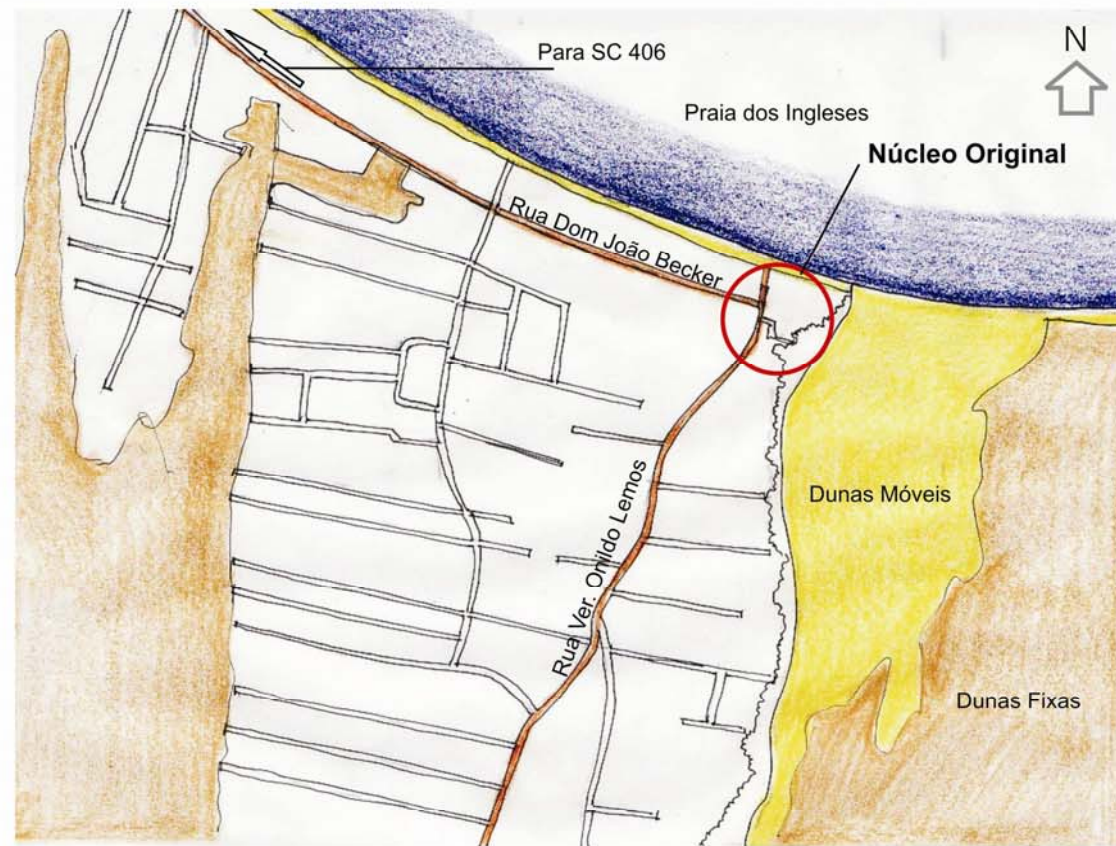 Para SC 406
N
Praia dos Ingleses
Núcleo Original
Rua Dom João Becker
Dunas Móveis
Rua Ver. Onildo Lemos
Dunas Fixas